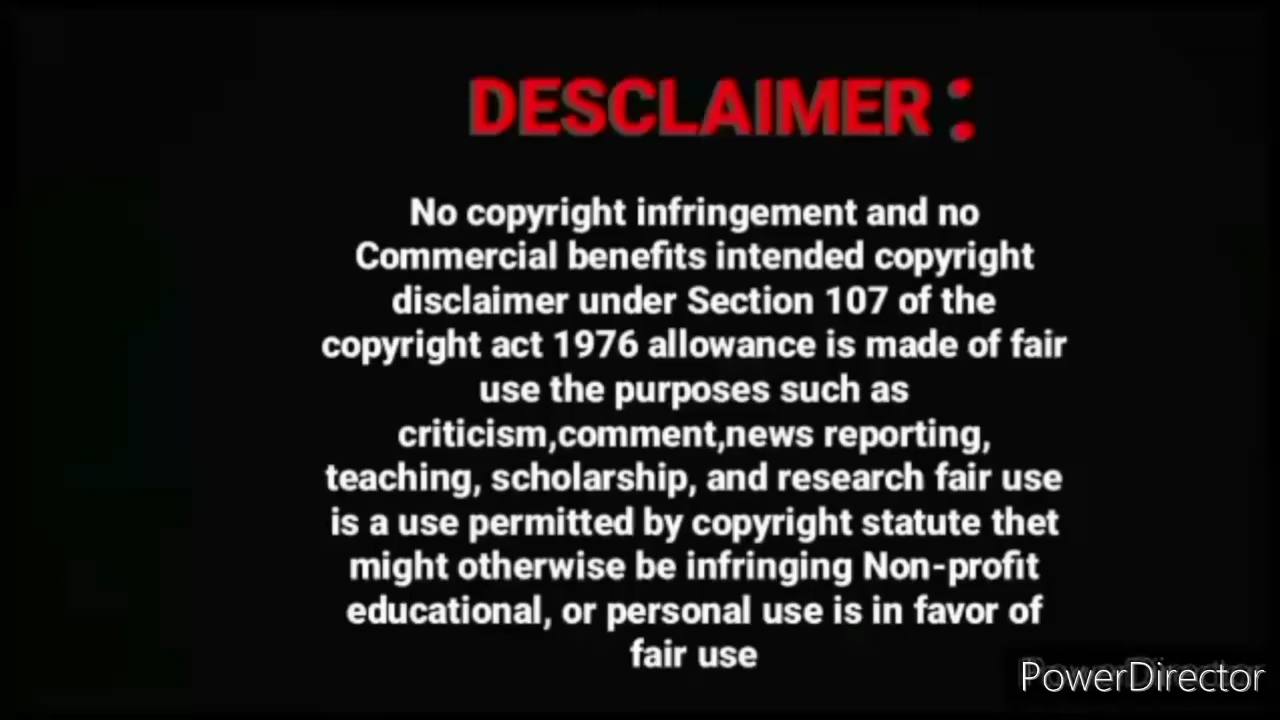 DESCLAIMER :
No copyright infringement and no
Commercial benefits intended copyright
disclaimer under Section 107 of the
copyright act 1976 allowance is made of fair
use the purposes such as
criticism,comment,news reporting,
teaching, scholarship, and research fair use
is a use permitted by copyright statute thet
might otherwise be infringing Non-profit
educational, or personal use is in favor of
fair use
PowerDirector